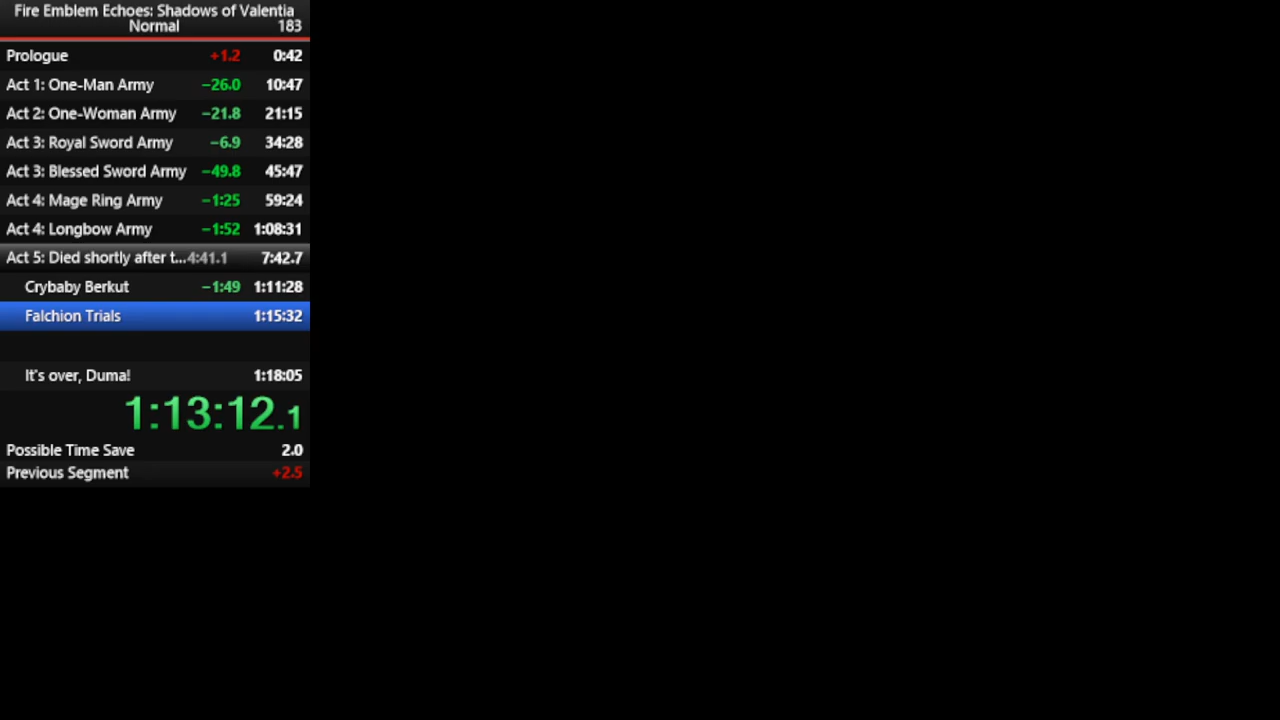 Fire Emblem Echoes: Shadows of Valentia
Normal 183
Prologue +1.2 0:42
Act 1: One-Man Army −26.0 10:47
Act 2: One-Woman Army −21.8 21:15
Act 3: Royal Sword Army −6.9 34:28
Act 3: Blessed Sword Army −49.8 45:47
Act 4: Mage Ring Army −1:25 59:24
Act 4: Longbow Army −1:52 1:08:31
Act 5: Died shortly after t...4:41.1 7:42.7
Crybaby Berkut −1:49 1:11:28
Falchion Trials 1:15:32
It's over, Duma! 1:18:05
1:13:12.1
Possible Time Save 2.0
Previous Segment +2.5